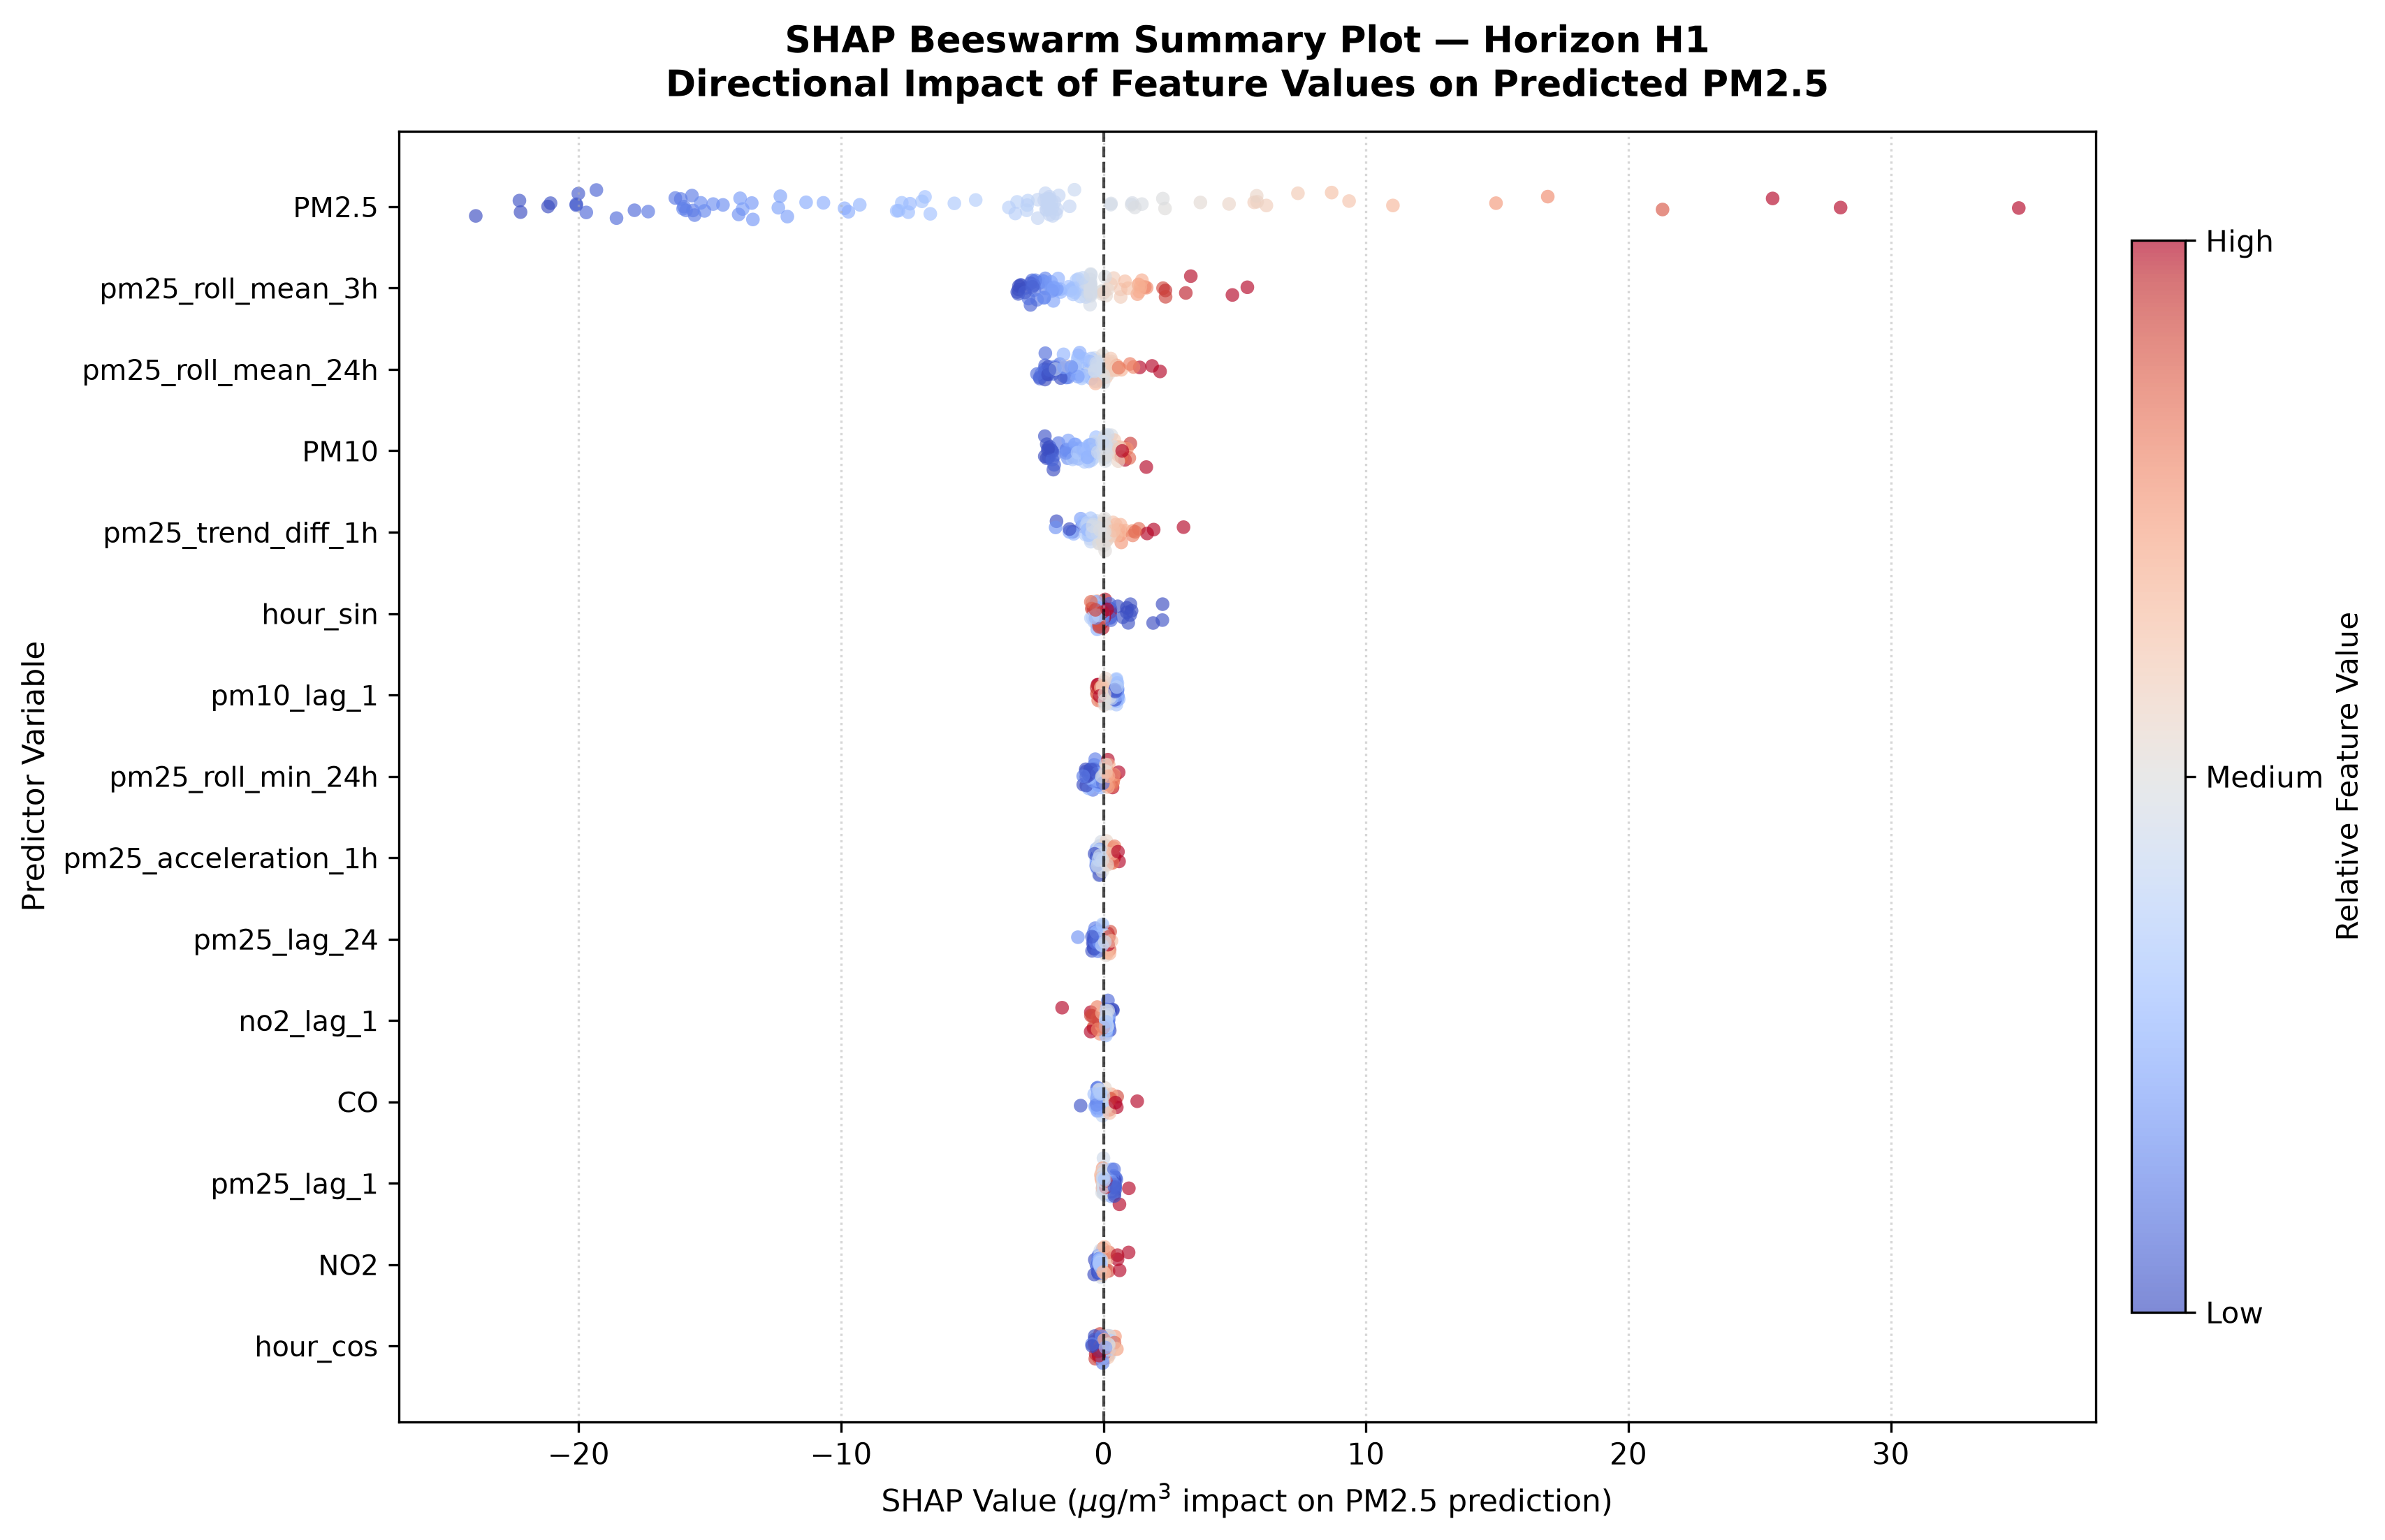 SHAP Beeswarm Summary Plot — Horizon H1
Directional Impact of Feature Values on Predicted PM2.5
Predictor Variable
PM2.5
pm25_roll_mean_3h
pm25_roll_mean_24h
PM10
pm25_trend_diff_1h
hour_sin
pm10_lag_1
pm25_roll_min_24h
pm25_acceleration_1h
pm25_lag_24
no2_lag_1
CO
pm25_lag_1
NO2
hour_cos
−20 −10 0 10 20 30
SHAP Value (μg/m³ impact on PM2.5 prediction)
High
Medium
Low
Relative Feature Value